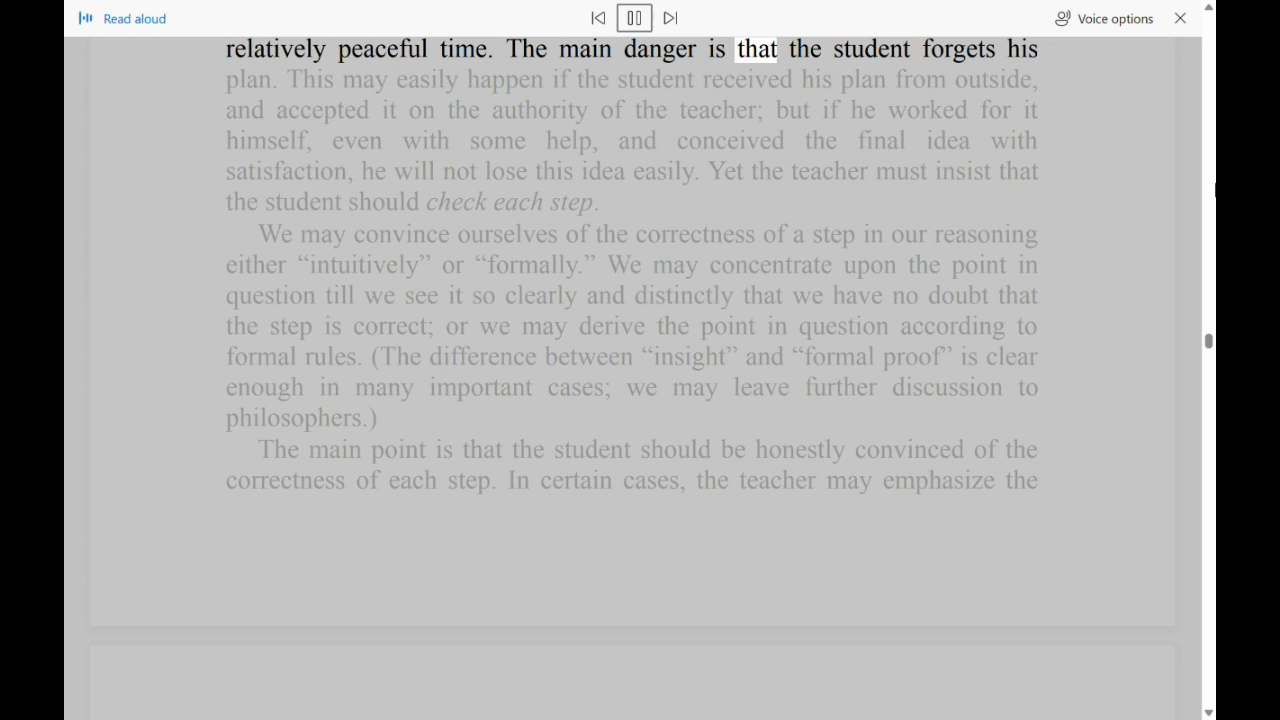 Read aloud
Voice options
relatively peaceful time. The main danger is that the student forgets his
plan. This may easily happen if the student received his plan from outside,
and accepted it on the authority of the teacher; but if he worked for it
himself, even with some help, and conceived the final idea with
satisfaction, he will not lose this idea easily. Yet the teacher must insist that
the student should check each step.
We may convince ourselves of the correctness of a step in our reasoning
either “intuitively” or “formally.” We may concentrate upon the point in
question till we see it so clearly and distinctly that we have no doubt that
the step is correct; or we may derive the point in question according to
formal rules. (The difference between “insight” and “formal proof” is clear
enough in many important cases; we may leave further discussion to
philosophers.)
The main point is that the student should be honestly convinced of the
correctness of each step. In certain cases, the teacher may emphasize the